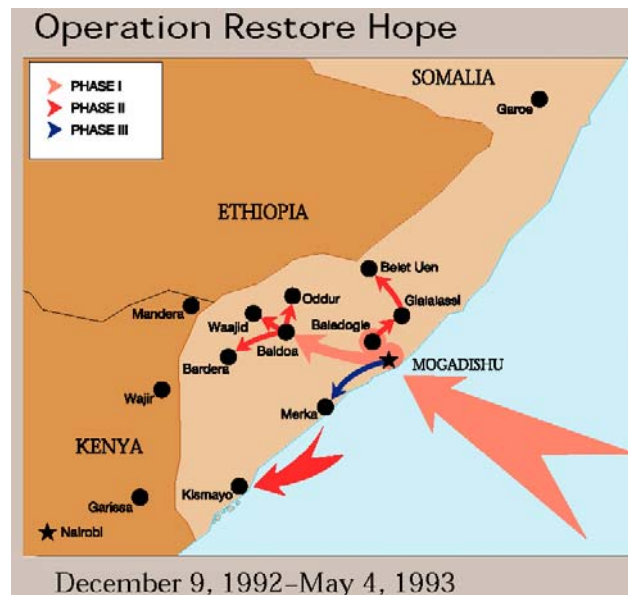 Operation Restore Hope
PHASE I
PHASE II
PHASE III
SOMALIA
Garoe
ETHIOPIA
Belet Uen
Oddur
Mandera
Waajid
Gialalassi
Baledogle
Baidoa
Bardera
MOGADISHU
Wajir
Merka
KENYA
Kismayo
Garissa
Nairobi
December 9, 1992–May 4, 1993